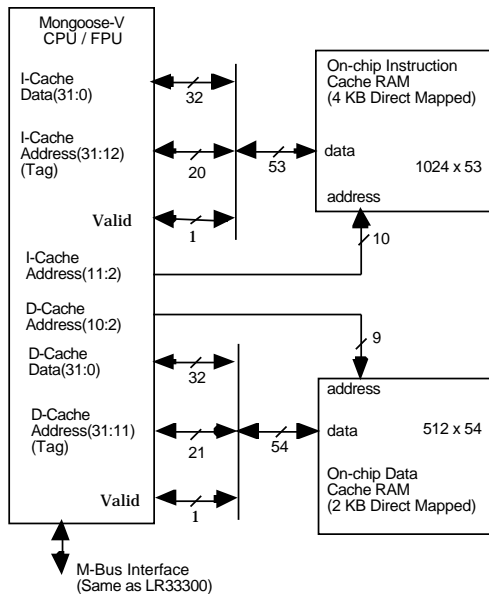 Mongoose-V
CPU / FPU
I-Cache
Data(31:0)
32
I-Cache
Address(31:12)
(Tag)
20
Valid
1
53
On-chip Instruction
Cache RAM
(4 KB Direct Mapped)
data
1024 x 53
address
10
I-Cache
Address(11:2)
D-Cache
Address(10:2)
9
D-Cache
Data(31:0)
32
D-Cache
Address(31:11)
(Tag)
21
Valid
1
54
address
data
512 x 54
On-chip Data
Cache RAM
(2 KB Direct Mapped)
M-Bus Interface
(Same as LR33300)